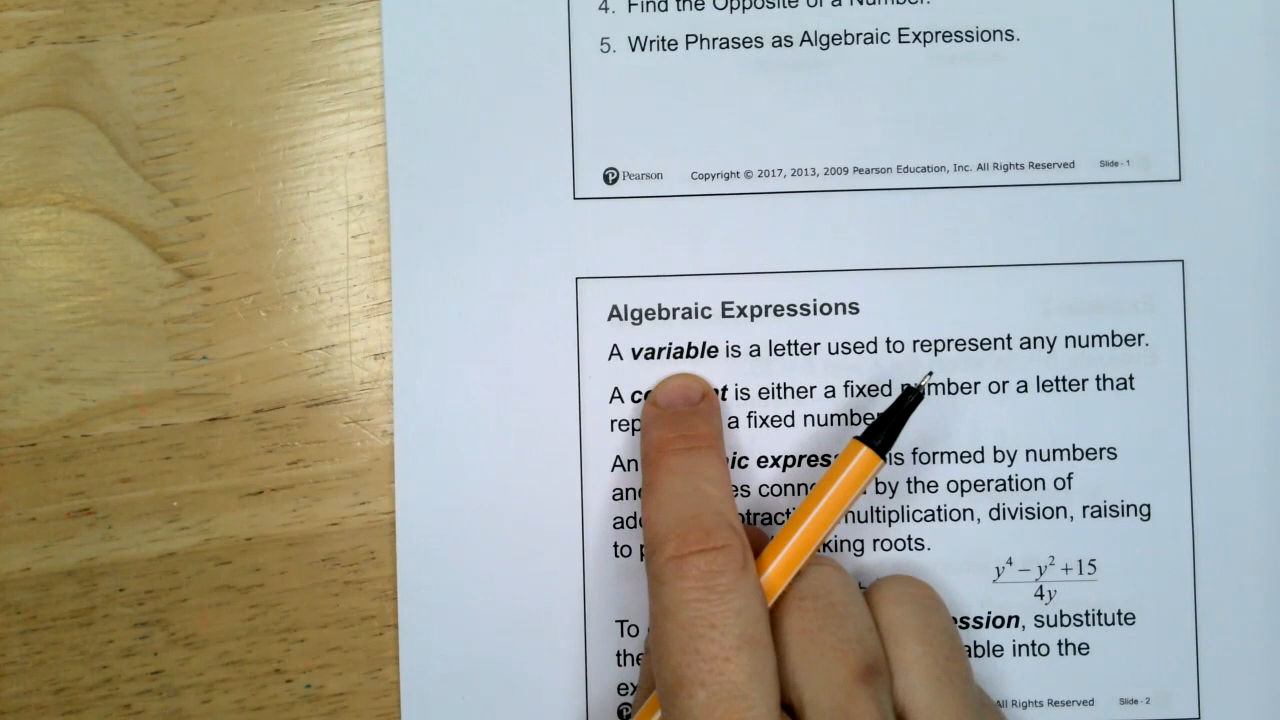 4. Find the Opposite of a Number.
5. Write Phrases as Algebraic Expressions.
Pearson Copyright © 2017, 2013, 2009 Pearson Education, Inc. All Rights Reserved Slide - 1
Algebraic Expressions
A variable is a letter used to represent any number.
A is either a fixed number or a letter that
a fixed number
An is formed by numbers
by the operation of
multiplication, division, raising
to roots.
y⁴ − y² + 15
4y
To , substitute
the into the
All Rights Reserved Slide - 2